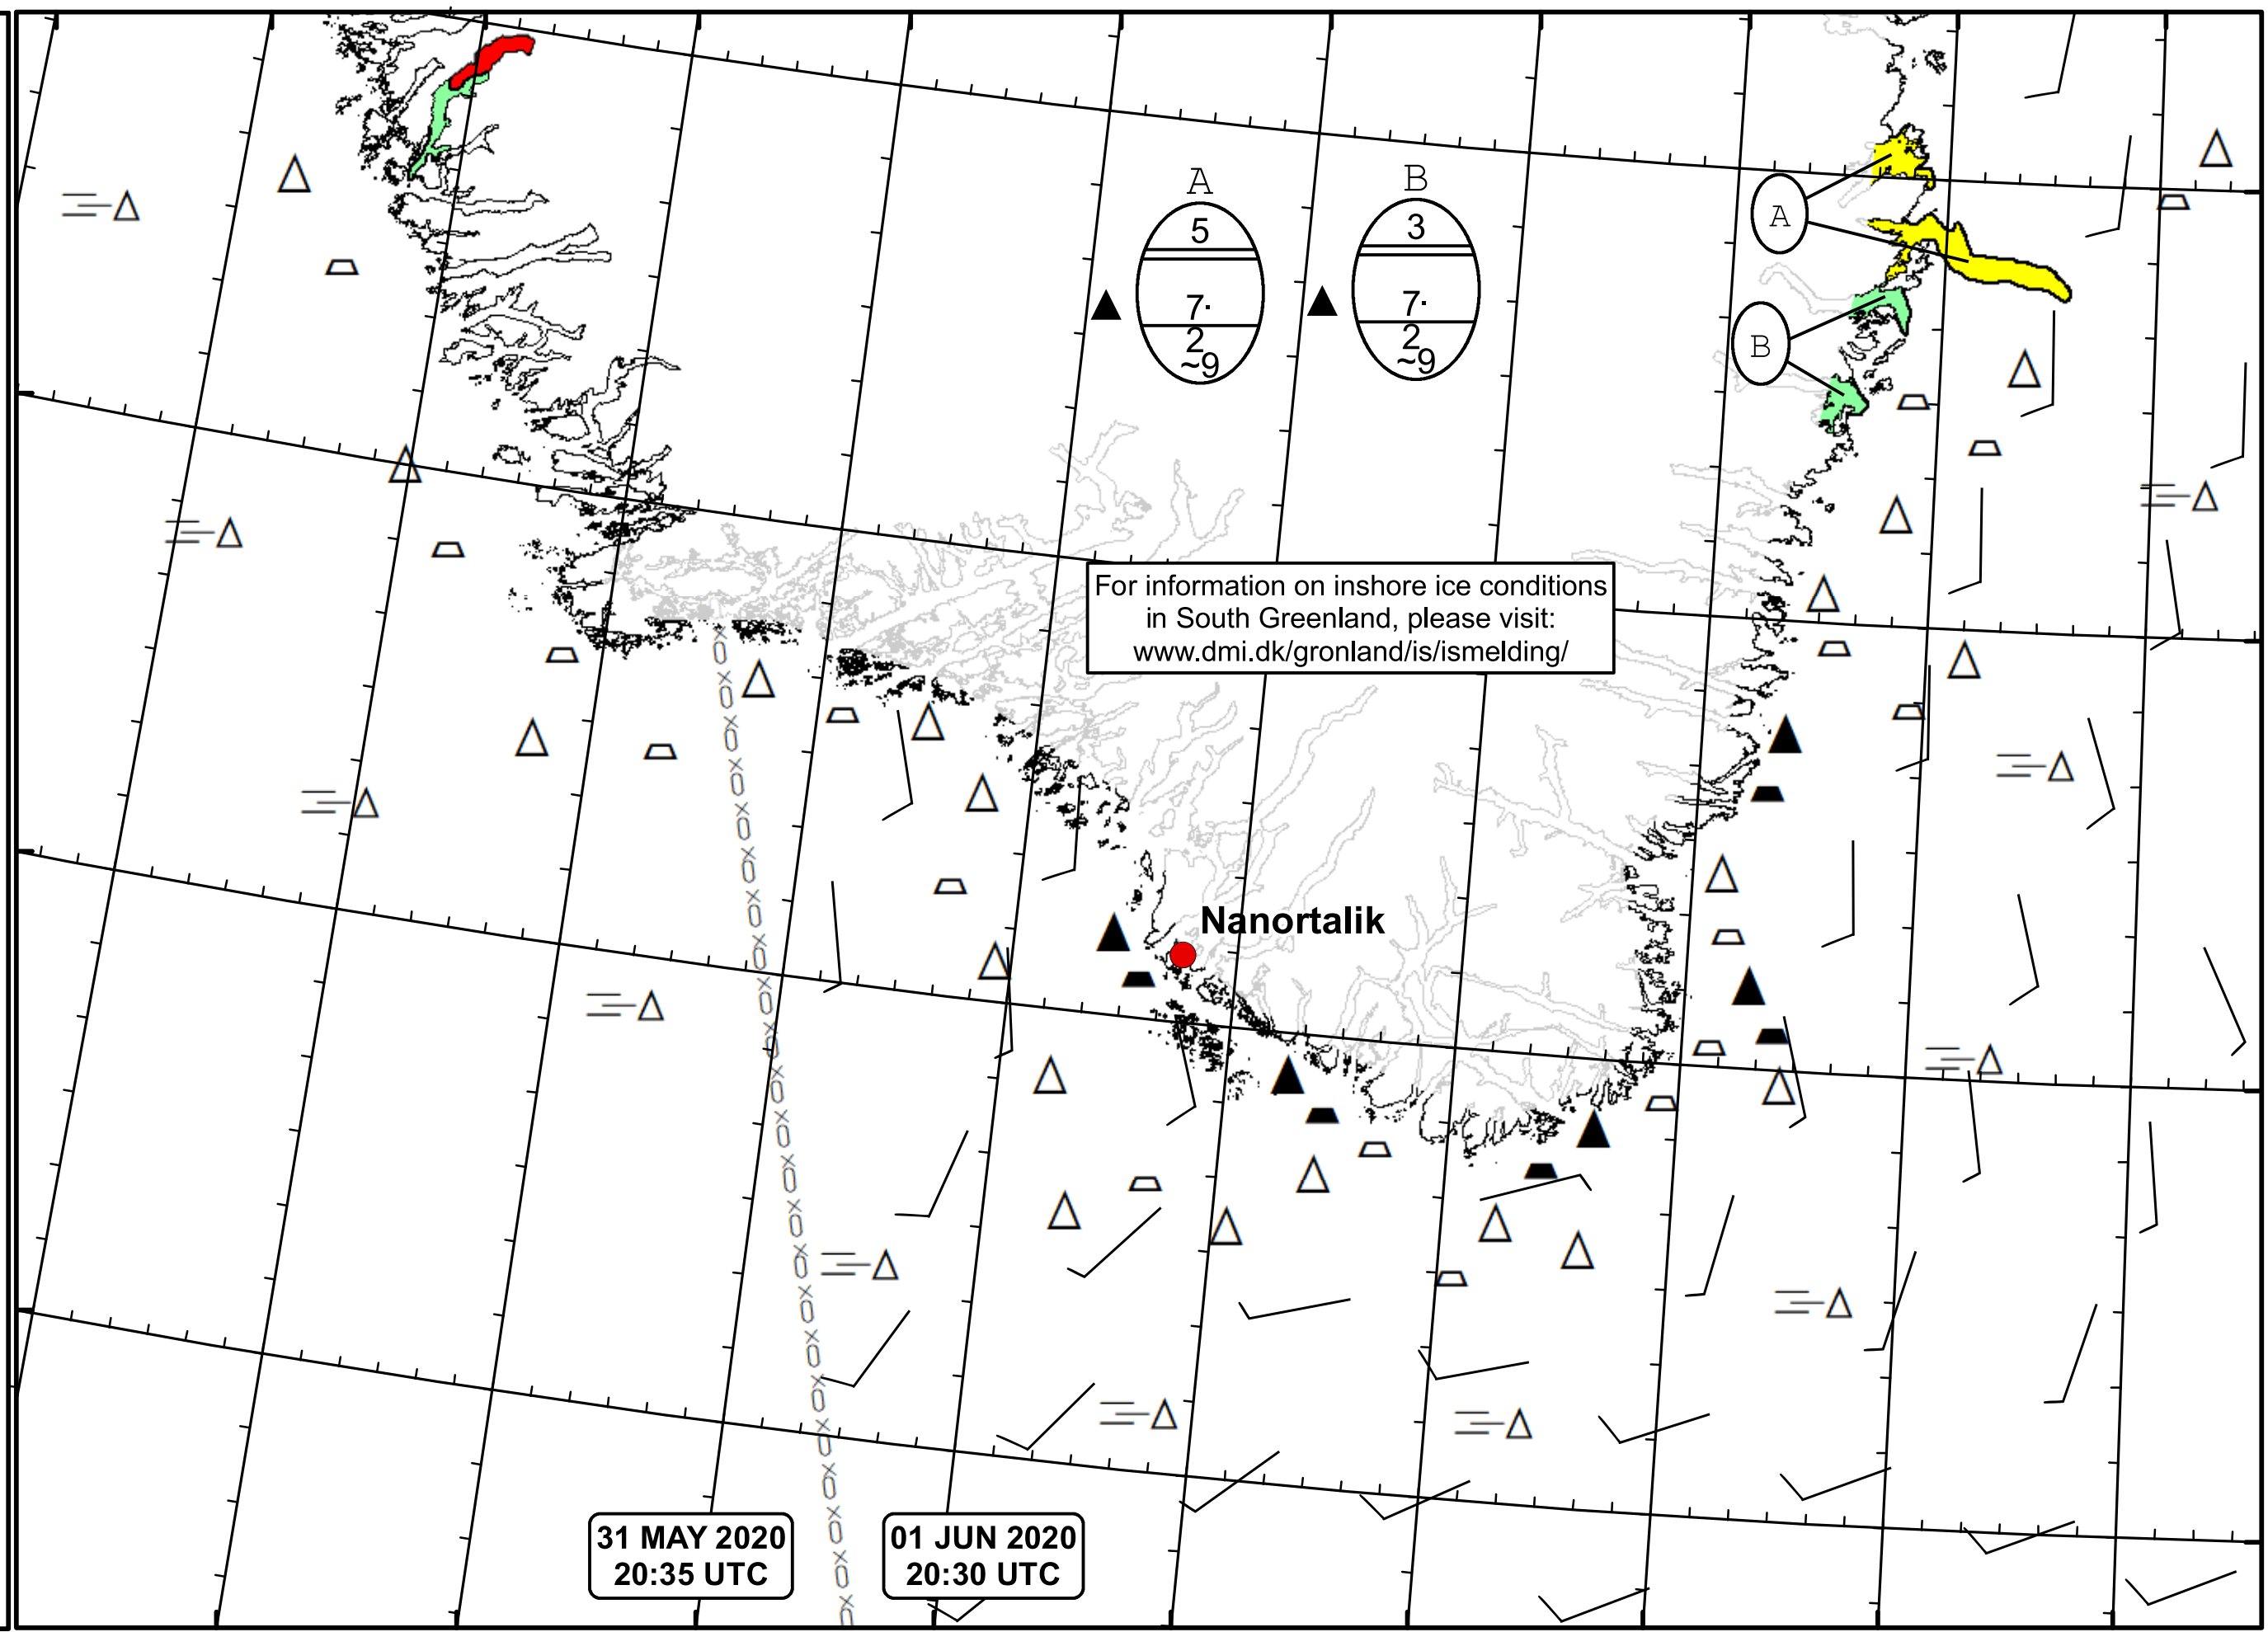 A
5
7·
2
~9
B
3
7·
2
~9
A
B
For information on inshore ice conditions
in South Greenland, please visit:
www.dmi.dk/gronland/is/ismelding/
Nanortalik
31 MAY 2020
20:35 UTC
01 JUN 2020
20:30 UTC